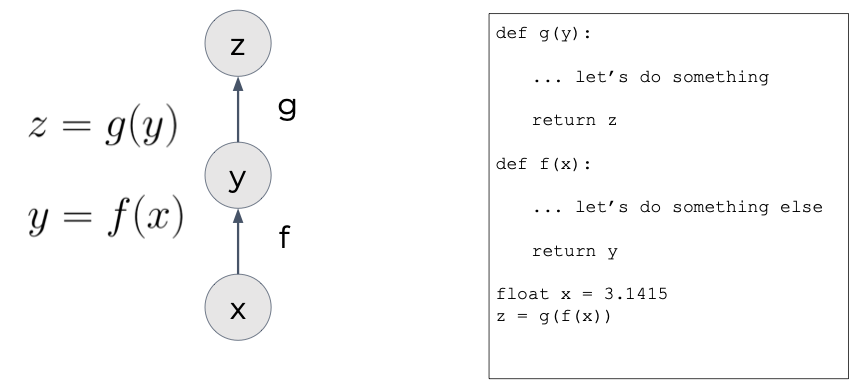 z
g
z = g(y)
y
y = f(x)
f
x
def g(y):
... let’s do something
return z
def f(x):
... let’s do something else
return y
float x = 3.1415
z = g(f(x))